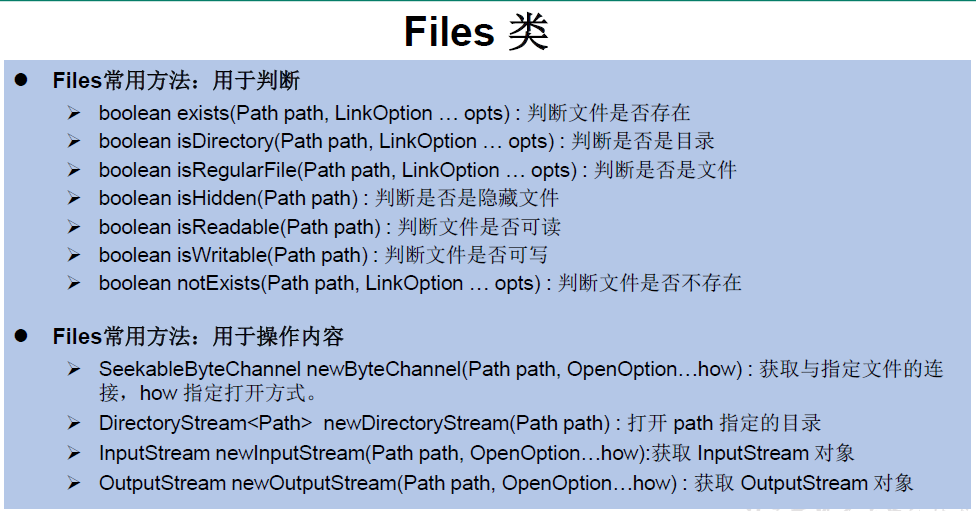 Files 类
● Files常用方法：用于判断
➢ boolean exists(Path path, LinkOption … opts) : 判断文件是否存在
➢ boolean isDirectory(Path path, LinkOption … opts) : 判断是否是目录
➢ boolean isRegularFile(Path path, LinkOption … opts) : 判断是否是文件
➢ boolean isHidden(Path path) : 判断是否是隐藏文件
➢ boolean isReadable(Path path) : 判断文件是否可读
➢ boolean isWritable(Path path) : 判断文件是否可写
➢ boolean notExists(Path path, LinkOption … opts) : 判断文件是否不存在
● Files常用方法：用于操作内容
➢ SeekableByteChannel newByteChannel(Path path, OpenOption…how) : 获取与指定文件的连
接，how 指定打开方式。
➢ DirectoryStream<Path> newDirectoryStream(Path path) : 打开 path 指定的目录
➢ InputStream newInputStream(Path path, OpenOption…how):获取 InputStream 对象
➢ OutputStream newOutputStream(Path path, OpenOption…how) : 获取 OutputStream 对象